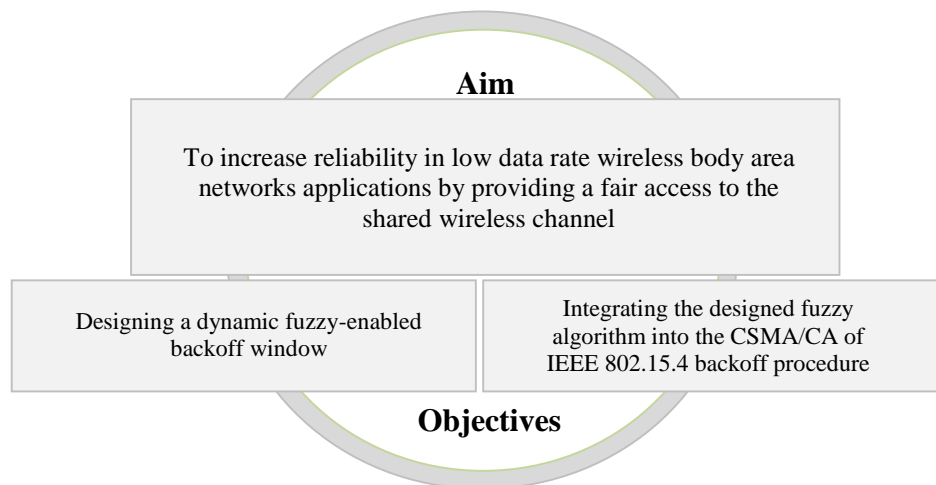 Aim
To increase reliability in low data rate wireless body area
networks applications by providing a fair access to the
shared wireless channel
Designing a dynamic fuzzy-enabled
backoff window
Integrating the designed fuzzy
algorithm into the CSMA/CA of
IEEE 802.15.4 backoff procedure
Objectives